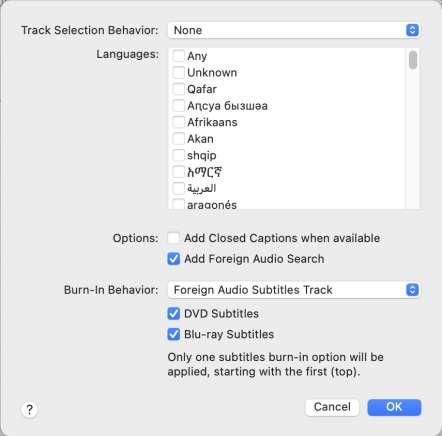 Track Selection Behavior: None
Languages: Any
Unknown
Qafar
Аԥсуа бызшәа
Afrikaans
Akan
shqip
አማርኛ
العربية
aragonés
Options: Add Closed Captions when available
Add Foreign Audio Search
Burn-In Behavior: Foreign Audio Subtitles Track
DVD Subtitles
Blu-ray Subtitles
Only one subtitles burn-in option will be
applied, starting with the first (top).
? Cancel OK